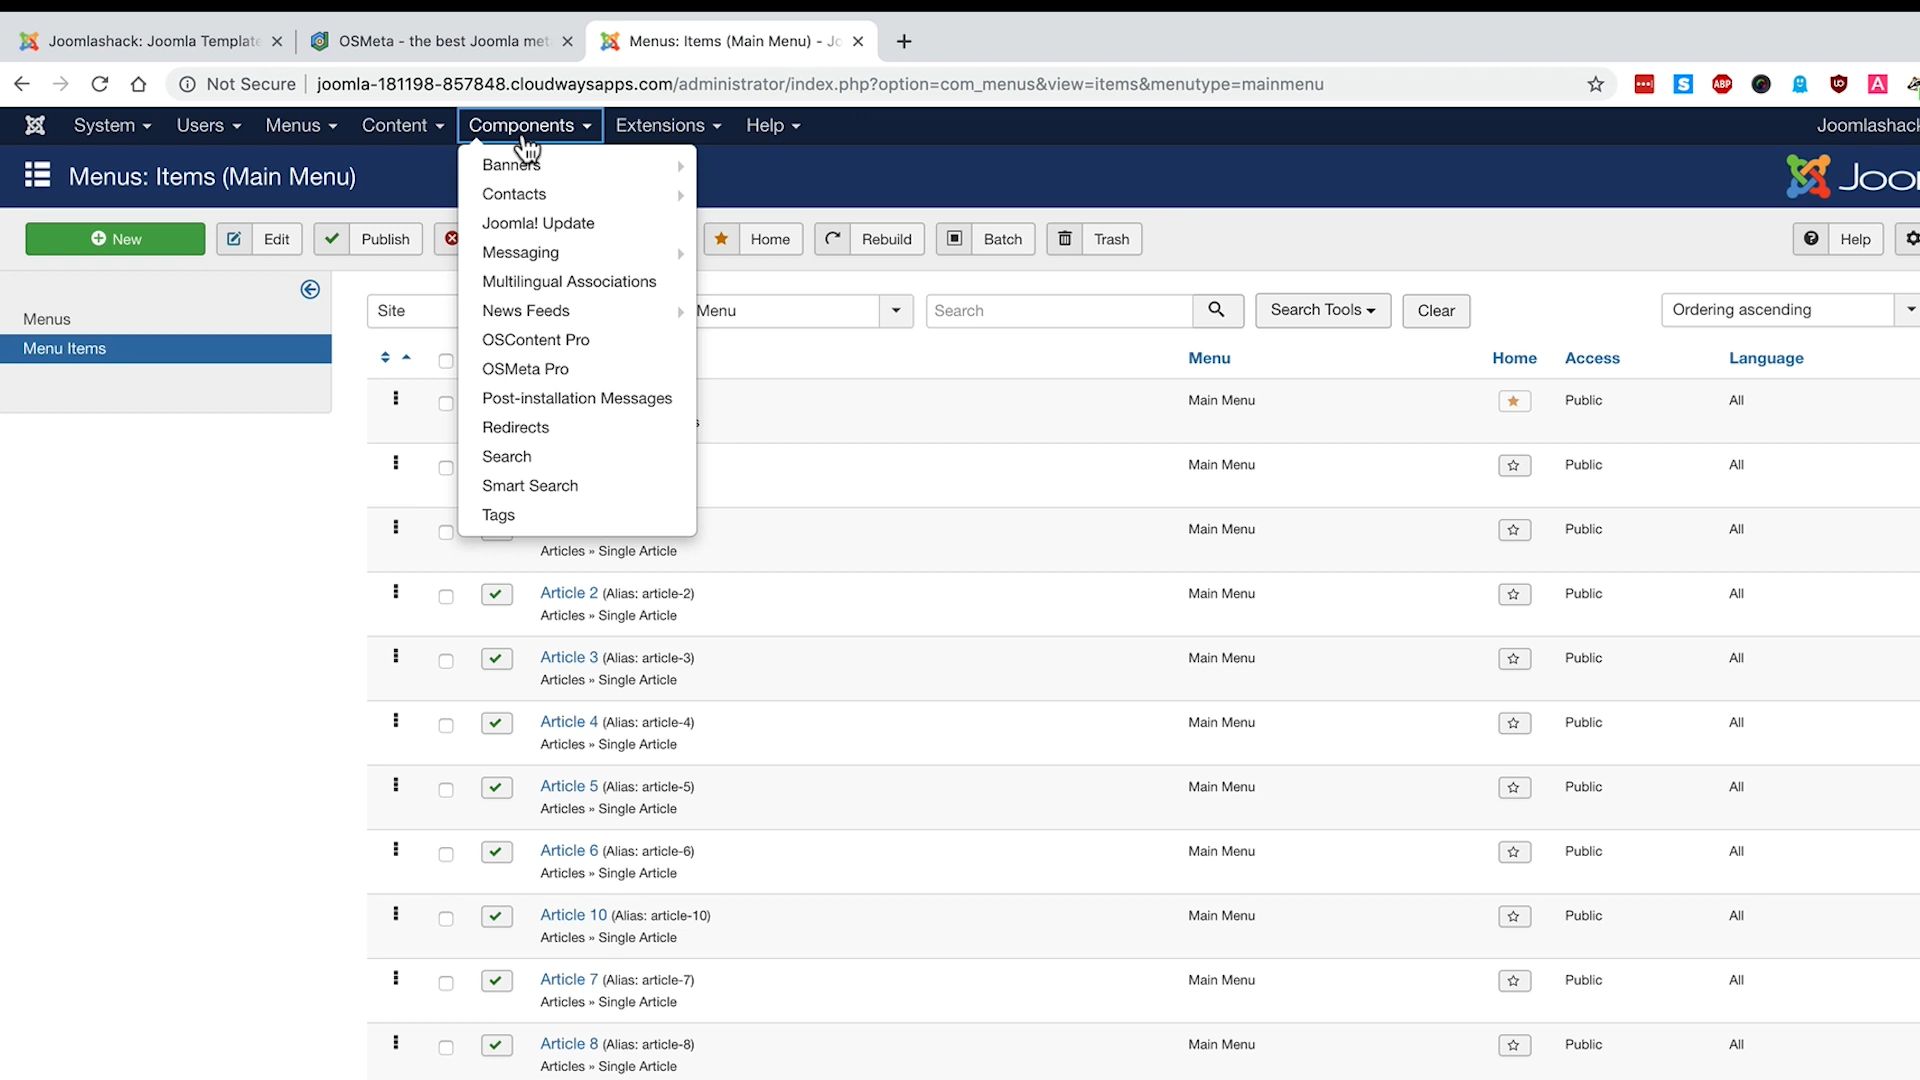 Joomlashack: Joomla Template
OSMeta - the best Joomla met
Menus: Items (Main Menu) - Jo
Not Secure
joomla-181198-857848.cloudwaysapps.com/administrator/index.php?option=com_menus&view=items&menutype=mainmenu
System
Users
Menus
Content
Components
Extensions
Help
Joomlashack
Menus: Items (Main Menu)
Joo
New
Edit
Publish
Home
Rebuild
Batch
Trash
Help
Banners
Contacts
Joomla! Update
Messaging
Multilingual Associations
News Feeds
OSContent Pro
OSMeta Pro
Post-installation Messages
Redirects
Search
Smart Search
Tags
Menus
Menu Items
Site
Menu
Search
Search Tools
Clear
Ordering ascending
Menu Home Access Language
Main Menu Public All
Main Menu Public All
Main Menu Public All
Articles » Single Article
Article 2 (Alias: article-2) Main Menu Public All
Articles » Single Article
Article 3 (Alias: article-3) Main Menu Public All
Articles » Single Article
Article 4 (Alias: article-4) Main Menu Public All
Articles » Single Article
Article 5 (Alias: article-5) Main Menu Public All
Articles » Single Article
Article 6 (Alias: article-6) Main Menu Public All
Articles » Single Article
Article 10 (Alias: article-10) Main Menu Public All
Articles » Single Article
Article 7 (Alias: article-7) Main Menu Public All
Articles » Single Article
Article 8 (Alias: article-8) Main Menu Public All
Articles » Single Article